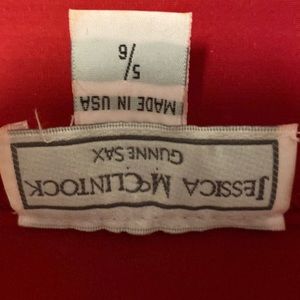 JESSICA MCCLINTOCK
GUNNE SAX
MADE IN USA
5/6